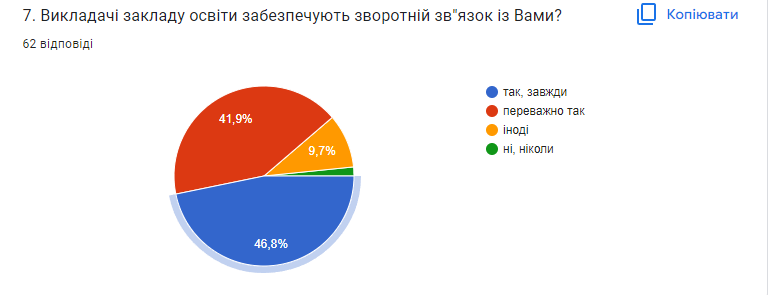 7. Викладачі закладу освіти забезпечують зворотній зв"язок із Вами?
Копіювати
62 відповіді
41,9%
9,7%
46,8%
так, завжди
переважно так
іноді
ні, ніколи